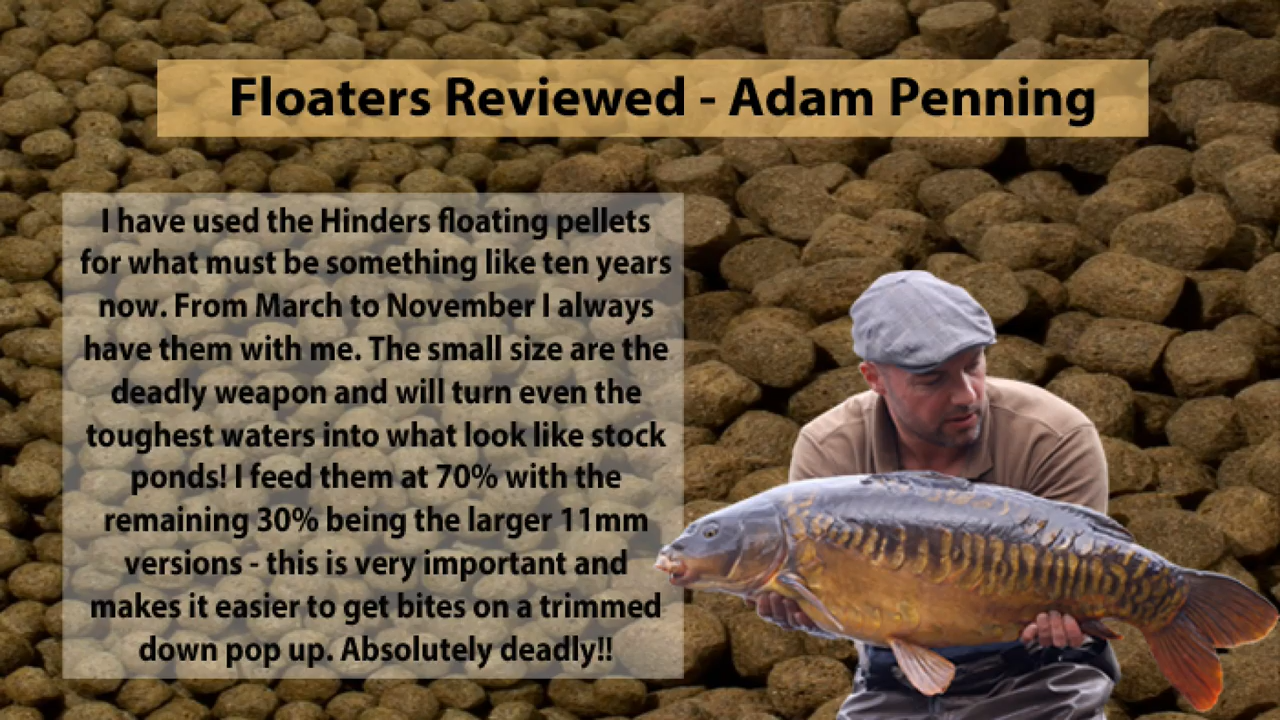 Floaters Reviewed - Adam Penning
I have used the Hinders floating pellets
for what must be something like ten years
now. From March to November I always
have them with me. The small size are the
deadly weapon and will turn even the
toughest waters into what look like stock
ponds! I feed them at 70% with the
remaining 30% being the larger 11mm
versions - this is very important and
makes it easier to get bites on a trimmed
down pop up. Absolutely deadly!!